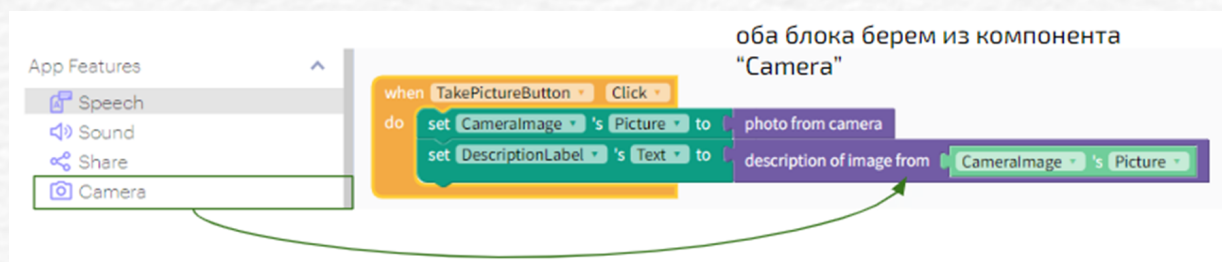 оба блока берем из компонента
“Camera”
App Features
Speech
Sound
Share
Camera
when TakePictureButton Click
do set CameraImage 's Picture to photo from camera
set DescriptionLabel 's Text to description of image from CameraImage 's Picture